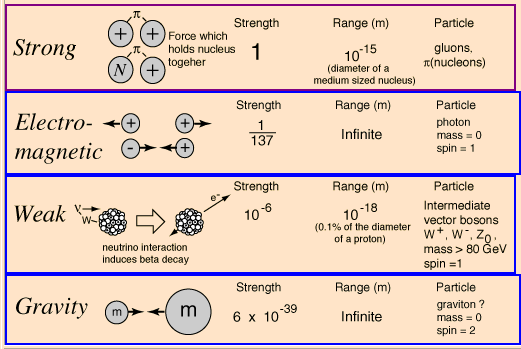 Strong
π
+ +
π
N +
Force which
holds nucleus
togeher
Strength
1
Range (m)
10^-15
(diameter of a
medium sized nucleus)
Particle
gluons,
π(nucleons)
Electro-
magnetic
+ +
- +
Strength
1
137
Range (m)
Infinite
Particle
photon
mass = 0
spin = 1
Weak
ν
W
e-
neutrino interaction
induces beta decay
Strength
10^-6
Range (m)
10^-18
(0.1% of the diameter
of a proton)
Particle
Intermediate
vector bosons
W+, W-, Z0,
mass > 80 GeV
spin =1
Gravity
m m
Strength
6 x 10^-39
Range (m)
Infinite
Particle
graviton ?
mass = 0
spin = 2